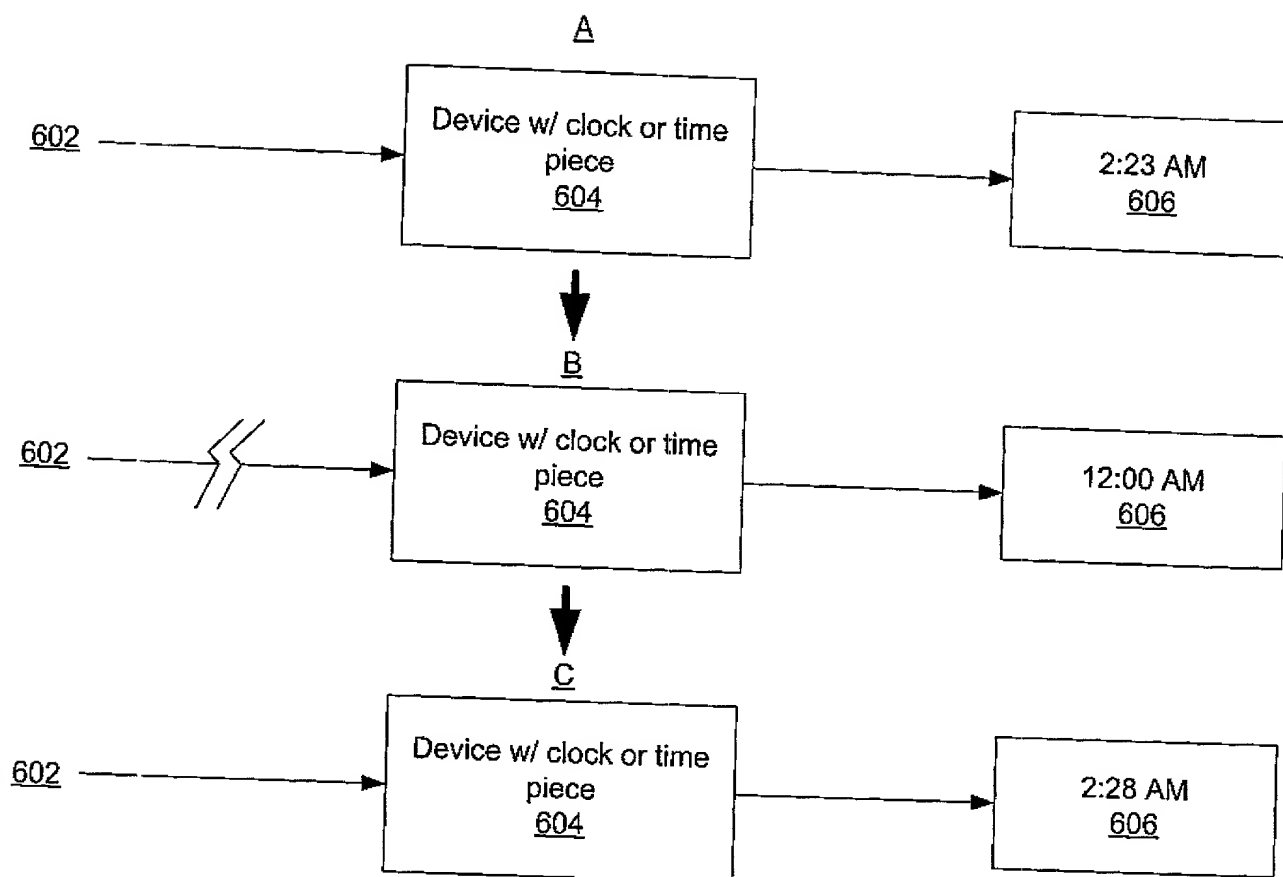 A
602
Device w/ clock or time
piece
604
2:23 AM
606
B
602
Device w/ clock or time
piece
604
12:00 AM
606
C
602
Device w/ clock or time
piece
604
2:28 AM
606